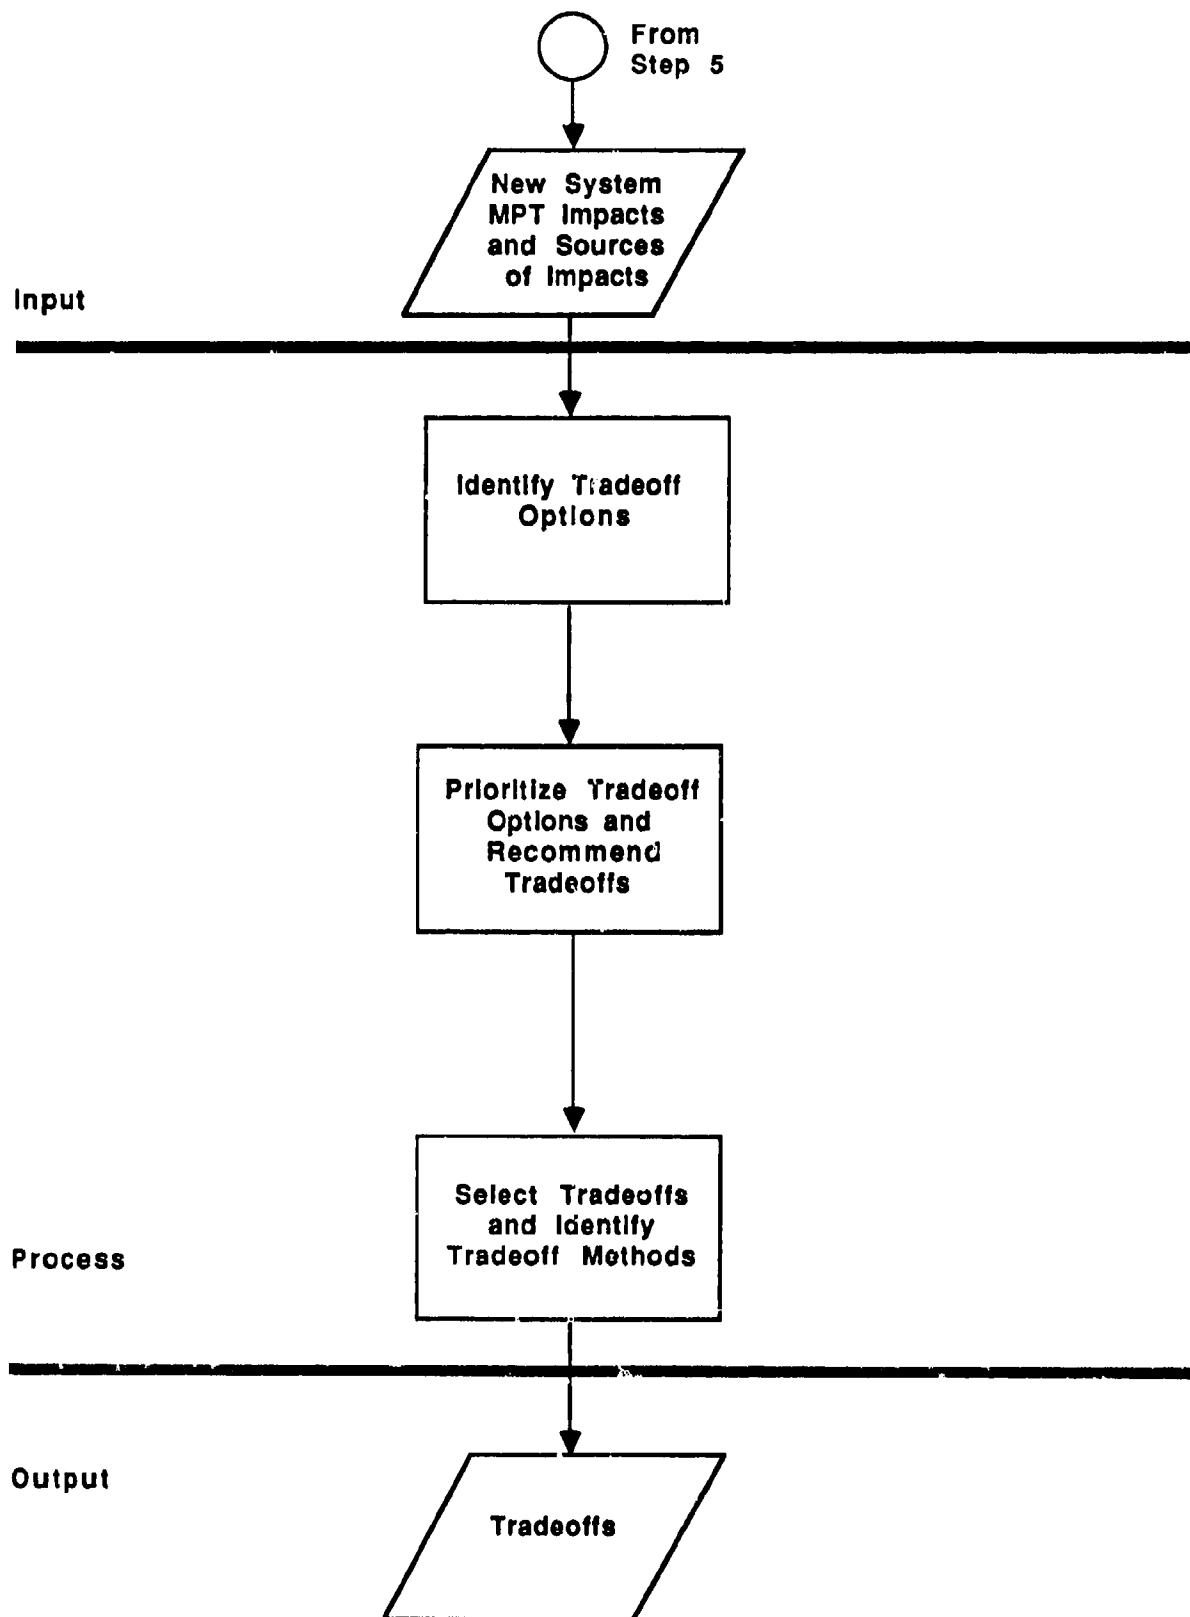 From
Step 5
New System
MPT Impacts
and Sources
of Impacts
Input
Identify Tradeoff
Options
Prioritize Tradeoff
Options and
Recommend
Tradeoffs
Select Tradeoffs
and Identify
Tradeoff Methods
Process
Output
Tradeoffs